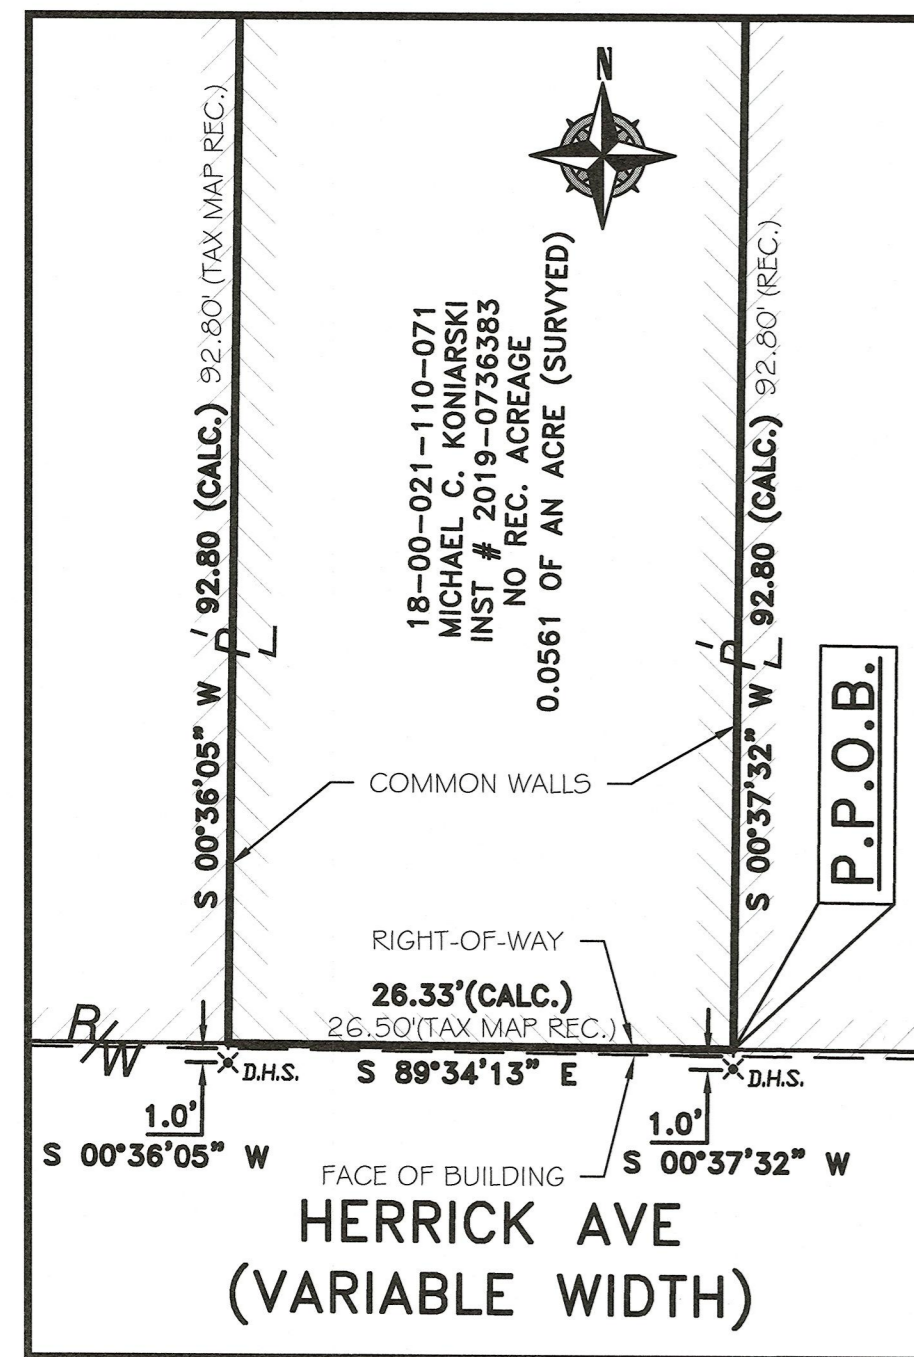 N
S 00°36'05" W 92.80 (CALC.) 92.80' (TAX MAP REC.)
P
L
18-00-021-110-071
MICHAEL C. KONIARSKI
INST # 2019-0736383
NO REC. ACREAGE
0.0561 OF AN ACRE (SURVYED)
S 00°37'32" W 92.80 (CALC.) 92.80' (REC.)
P
L
P.P.O.B.
COMMON WALLS
RIGHT-OF-WAY
26.33'(CALC.)
26.50'(TAX MAP REC.)
R/W
S 89°34'13" E
D.H.S.
D.H.S.
1.0'
S 00°36'05" W
1.0'
S 00°37'32" W
FACE OF BUILDING
HERRICK AVE
(VARIABLE WIDTH)